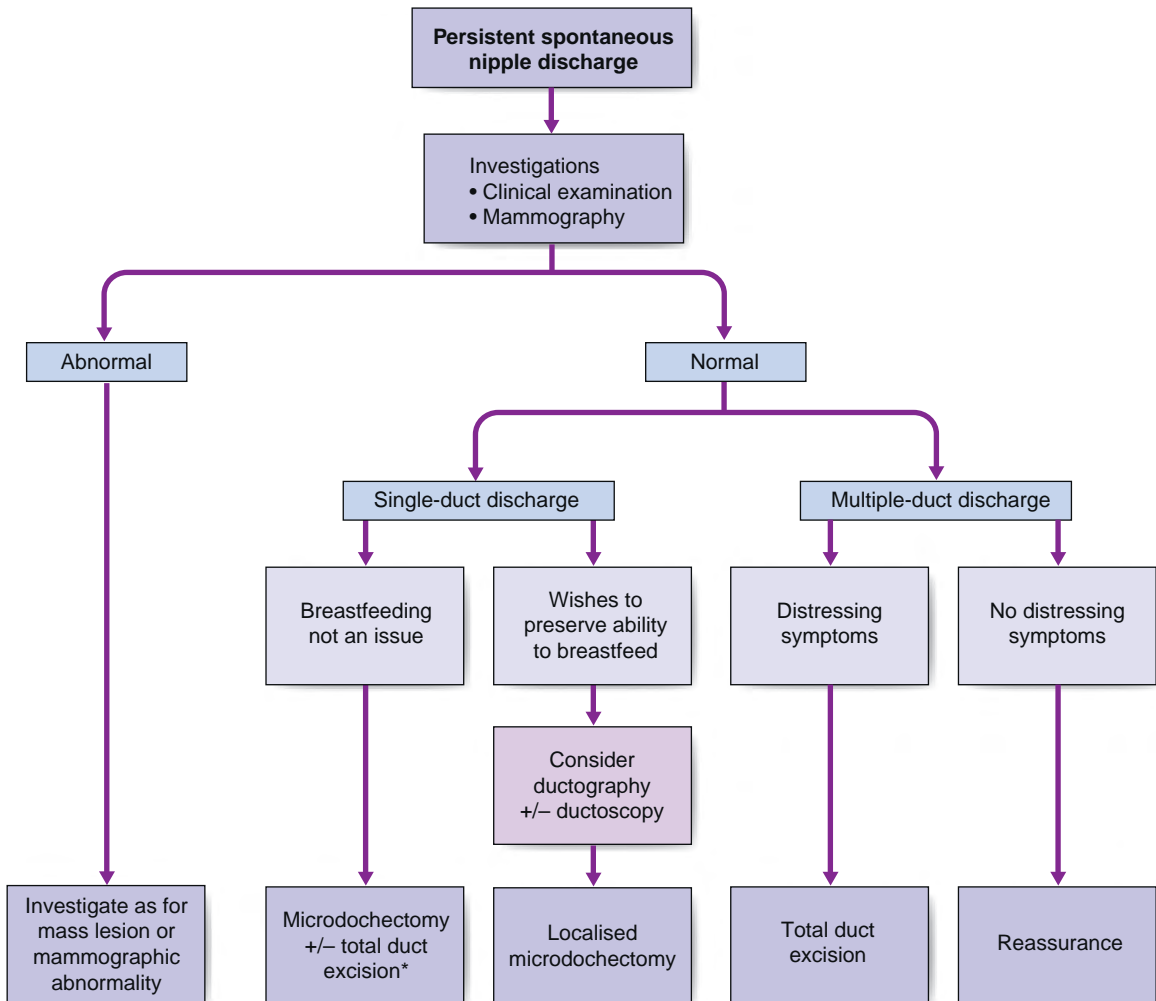 Persistent spontaneous
nipple discharge
Investigations
• Clinical examination
• Mammography
Abnormal
Normal
Single-duct discharge
Multiple-duct discharge
Breastfeeding
not an issue
Wishes to
preserve ability
to breastfeed
Distressing
symptoms
No distressing
symptoms
Consider
ductography
+/– ductoscopy
Investigate as for
mass lesion or
mammographic
abnormality
Microdochectomy
+/– total duct
excision*
Localised
microdochectomy
Total duct
excision
Reassurance